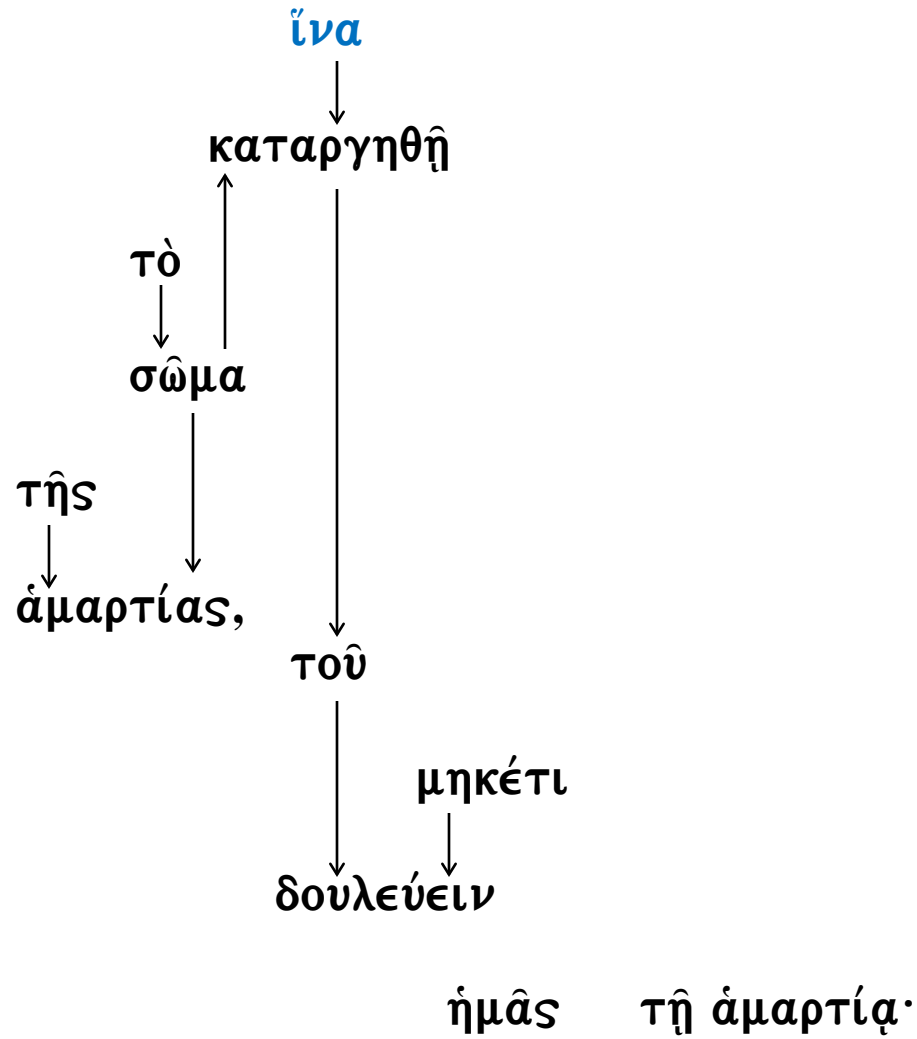 ἵνα
καταργηθῇ
τὸ
σῶμα
τῆς
ἁμαρτίας,
τοῦ
μηκέτι
δουλεύειν
ἡμᾶς τῇ ἁμαρτίᾳ·